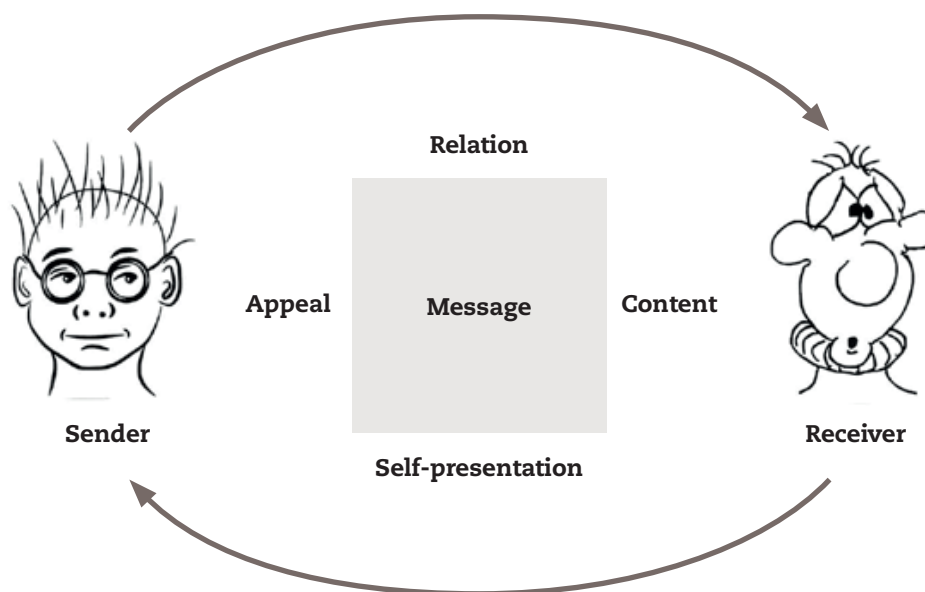 Relation
Appeal
Message
Content
Sender
Receiver
Self-presentation